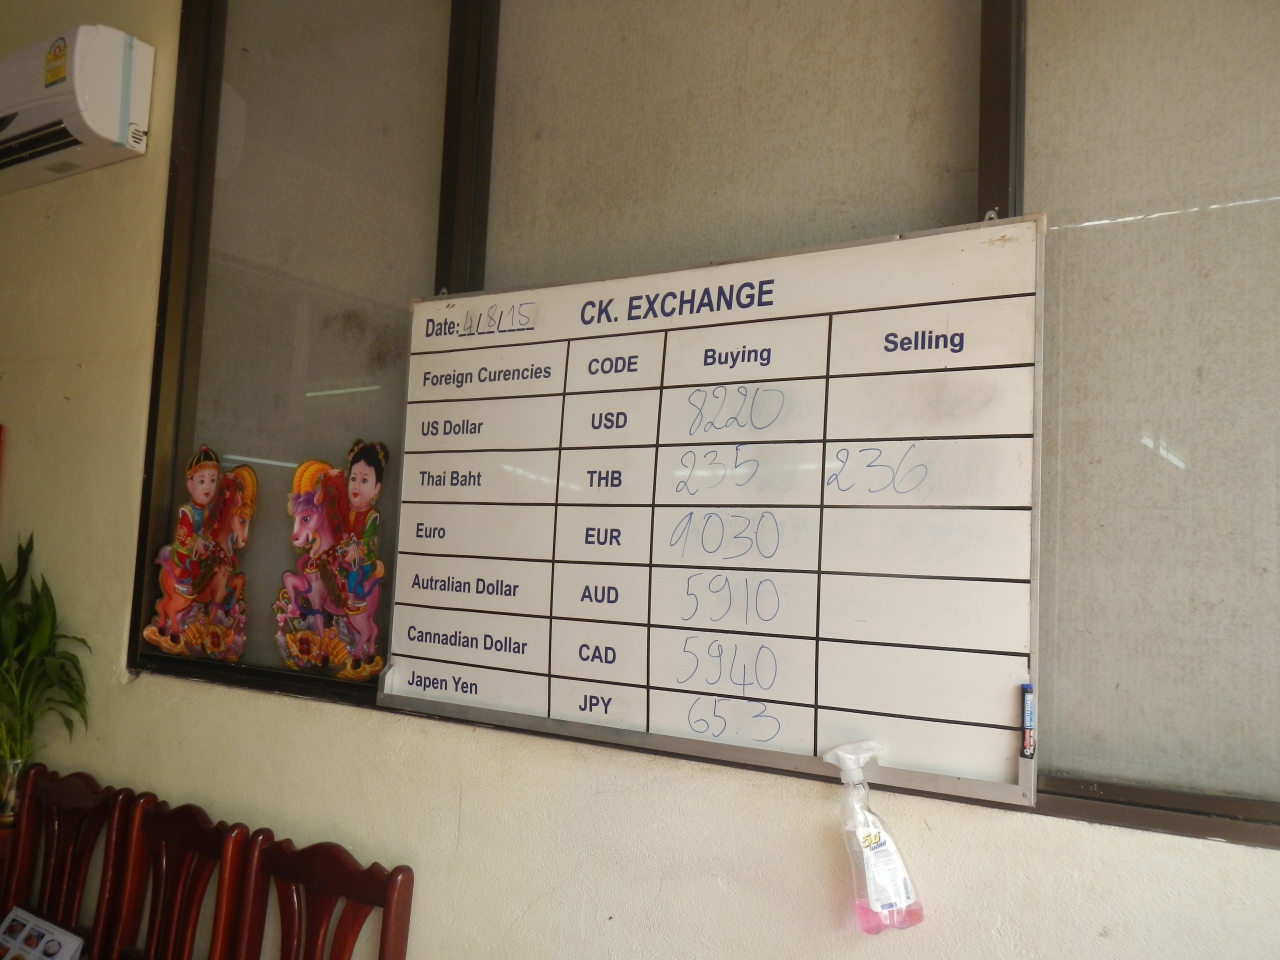 CK. EXCHANGE
Date: 4/8/15
Foreign Curencies CODE Buying Selling
US Dollar USD 8220
Thai Baht THB 235 236
Euro EUR 9030
Autralian Dollar AUD 5910
Cannadian Dollar CAD 5940
Japen Yen JPY 65.3